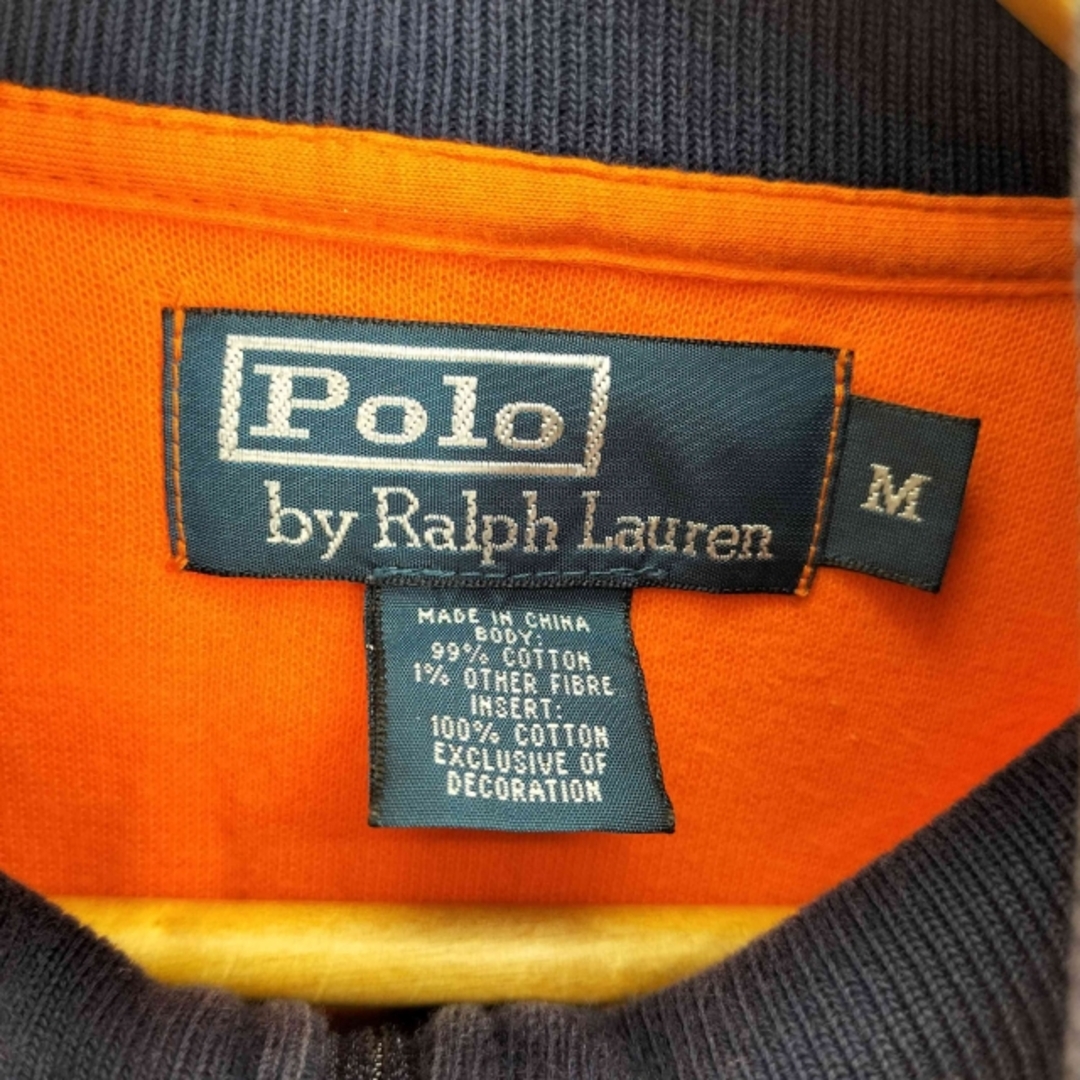 Polo
by Ralph Lauren
M
MADE IN CHINA
BODY:
99% COTTON
1% OTHER FIBRE
INSERT:
100% COTTON
EXCLUSIVE OF
DECORATION